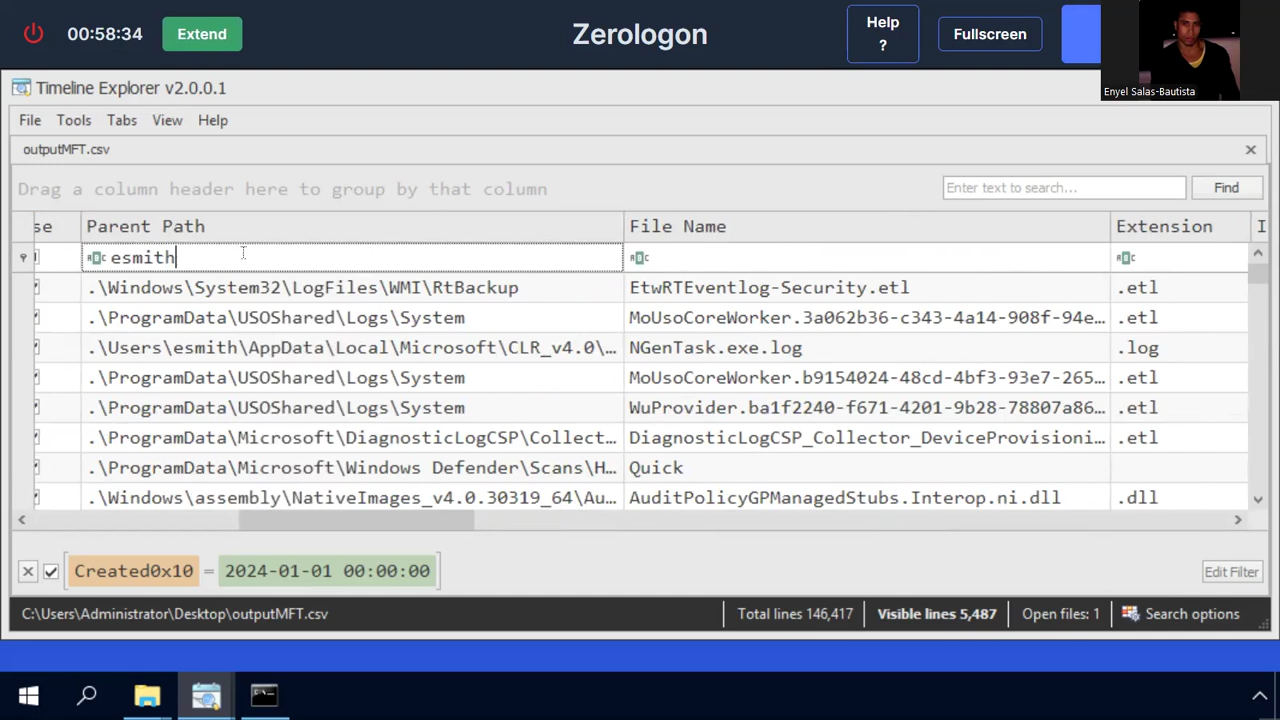 00:58:34 Extend Zerologon Help ? Fullscreen
Enyel Salas-Bautista
Timeline Explorer v2.0.0.1
File Tools Tabs View Help
outputMFT.csv
Drag a column header here to group by that column Enter text to search... Find
se Parent Path File Name Extension I
esmith
.\Windows\System32\LogFiles\WMI\RtBackup EtwRTEventlog-Security.etl .etl
.\ProgramData\USOShared\Logs\System MoUsoCoreWorker.3a062b36-c343-4a14-908f-94e… .etl
.\Users\esmith\AppData\Local\Microsoft\CLR_v4.0\… NGenTask.exe.log .log
.\ProgramData\USOShared\Logs\System MoUsoCoreWorker.b9154024-48cd-4bf3-93e7-265… .etl
.\ProgramData\USOShared\Logs\System WuProvider.ba1f2240-f671-4201-9b28-78807a86… .etl
.\ProgramData\Microsoft\DiagnosticLogCSP\Collect… DiagnosticLogCSP_Collector_DeviceProvisioni… .etl
.\ProgramData\Microsoft\Windows Defender\Scans\H… Quick
.\Windows\assembly\NativeImages_v4.0.30319_64\Au… AuditPolicyGPManagedStubs.Interop.ni.dll .dll
Created0x10 = 2024-01-01 00:00:00 Edit Filter
C:\Users\Administrator\Desktop\outputMFT.csv Total lines 146,417 Visible lines 5,487 Open files: 1 Search options